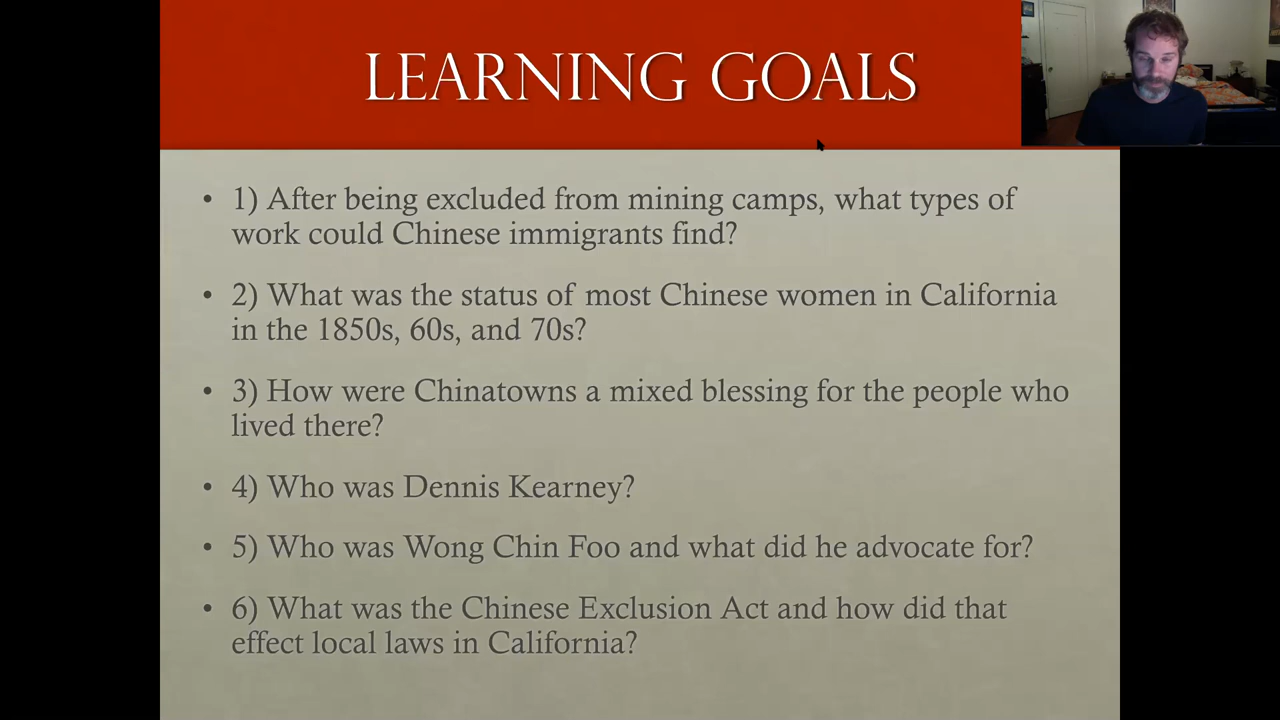 LEARNING GOALS
• 1) After being excluded from mining camps, what types of
work could Chinese immigrants find?
• 2) What was the status of most Chinese women in California
in the 1850s, 60s, and 70s?
• 3) How were Chinatowns a mixed blessing for the people who
lived there?
• 4) Who was Dennis Kearney?
• 5) Who was Wong Chin Foo and what did he advocate for?
• 6) What was the Chinese Exclusion Act and how did that
effect local laws in California?